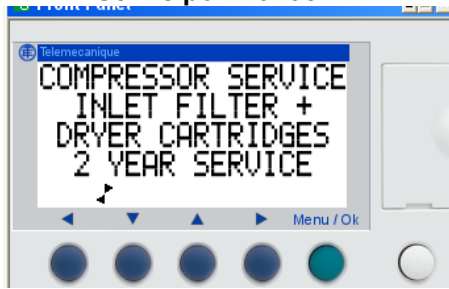 Front Panel
Telemecanique
COMPRESSOR SERVICE
INLET FILTER +
DRYER CARTRIDGES
2 YEAR SERVICE
Menu / Ok